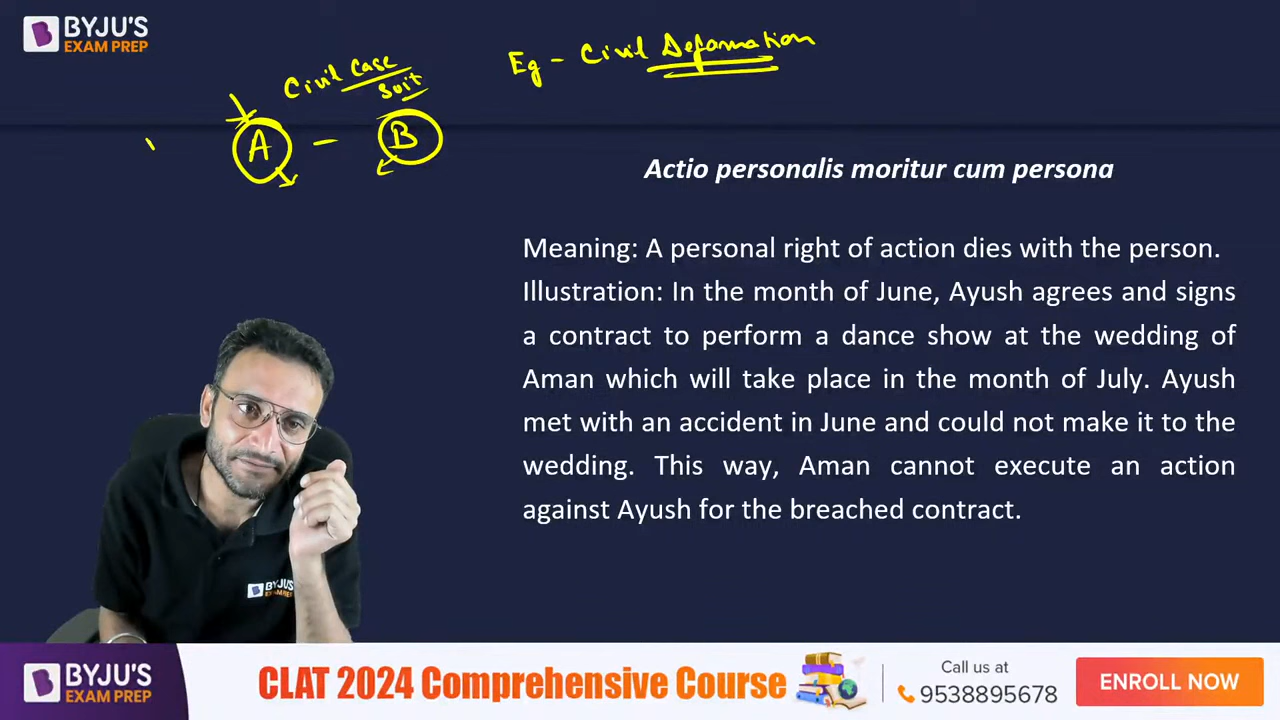 BYJU'S
EXAM PREP
Eg - Civil Defamation
Civil Case
Suit
A - B
Actio personalis moritur cum persona
Meaning: A personal right of action dies with the person.
Illustration: In the month of June, Ayush agrees and signs
a contract to perform a dance show at the wedding of
Aman which will take place in the month of July. Ayush
met with an accident in June and could not make it to the
wedding. This way, Aman cannot execute an action
against Ayush for the breached contract.
BYJU'S
EXAM PREP
BYJU'S
EXAM PREP
CLAT 2024 Comprehensive Course
Call us at
9538895678
ENROLL NOW